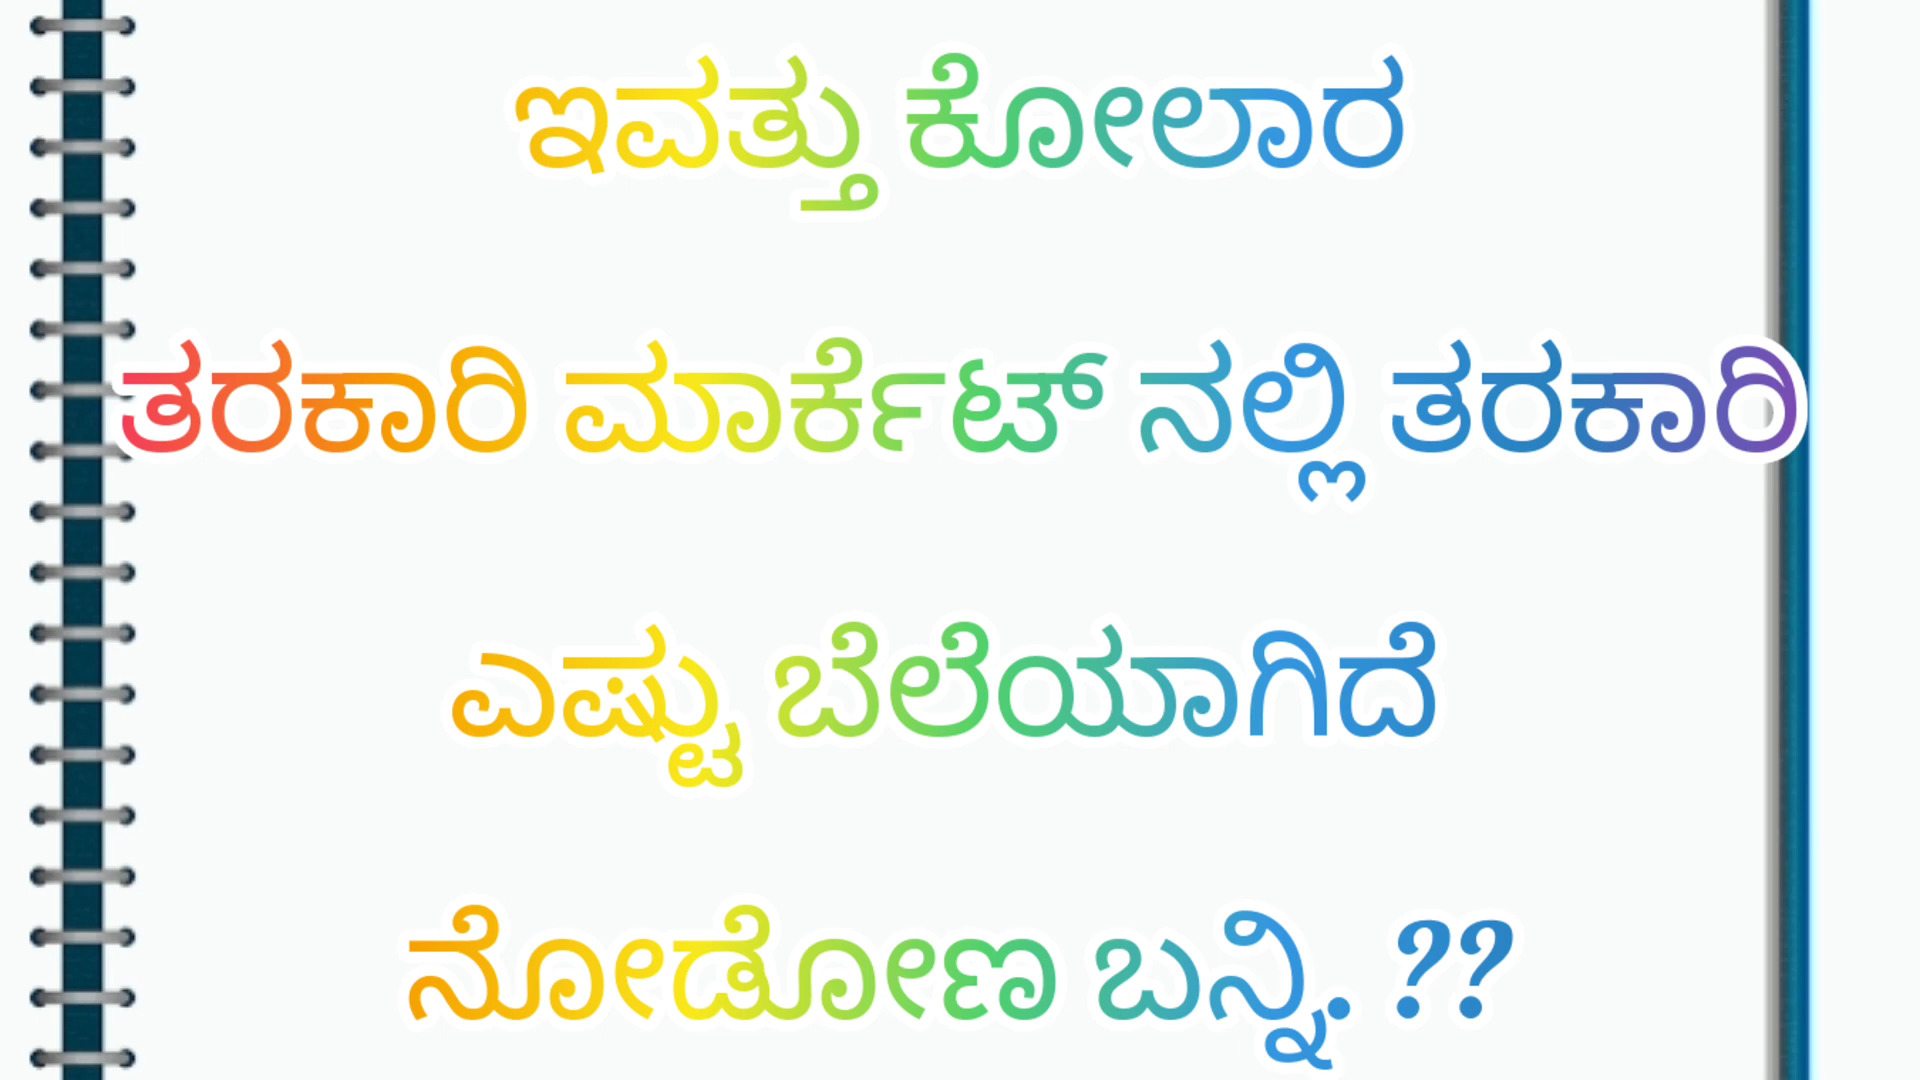 ಇವತ್ತು ಕೋಲಾರ
ತರಕಾರಿ ಮಾರ್ಕೆಟ್ ನಲ್ಲಿ ತರಕಾರಿ
ಎಷ್ಟು ಬೆಲೆಯಾಗಿದೆ
ನೋಡೋಣ ಬನ್ನಿ. ??